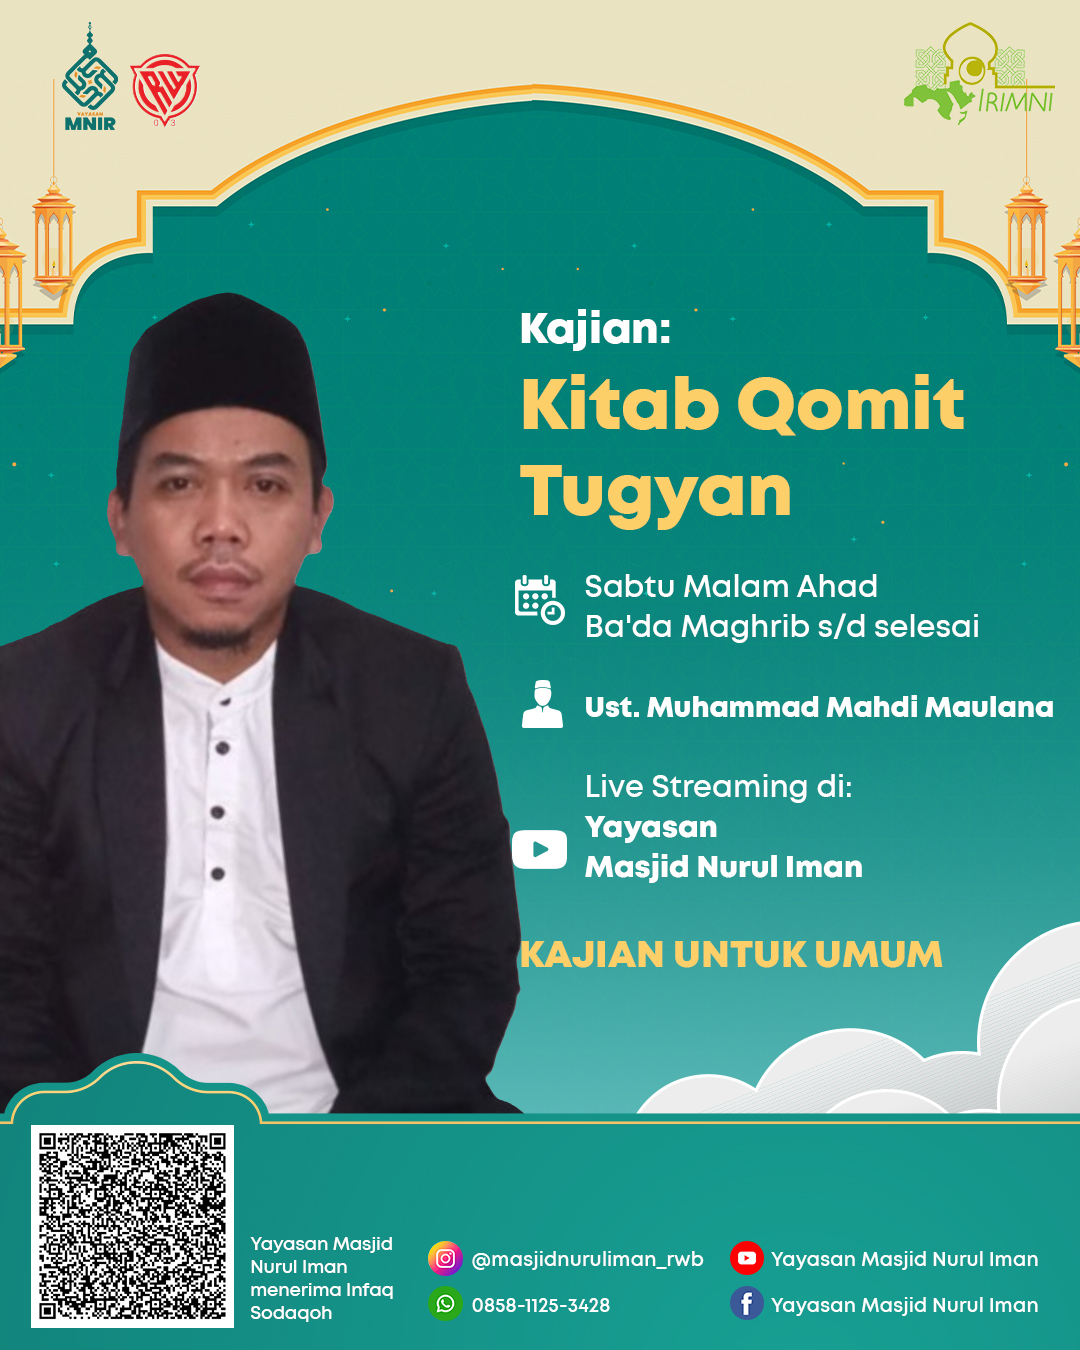 YAYASAN
MNIR
RW
03
IRIMNI
Kajian:
Kitab Qomit
Tugyan
Sabtu Malam Ahad
Ba'da Maghrib s/d selesai
Ust. Muhammad Mahdi Maulana
Live Streaming di:
Yayasan
Masjid Nurul Iman
KAJIAN UNTUK UMUM
Yayasan Masjid
Nurul Iman
menerima Infaq
Sodaqoh
@masjidnuruliman_rwb
0858-1125-3428
Yayasan Masjid Nurul Iman
Yayasan Masjid Nurul Iman